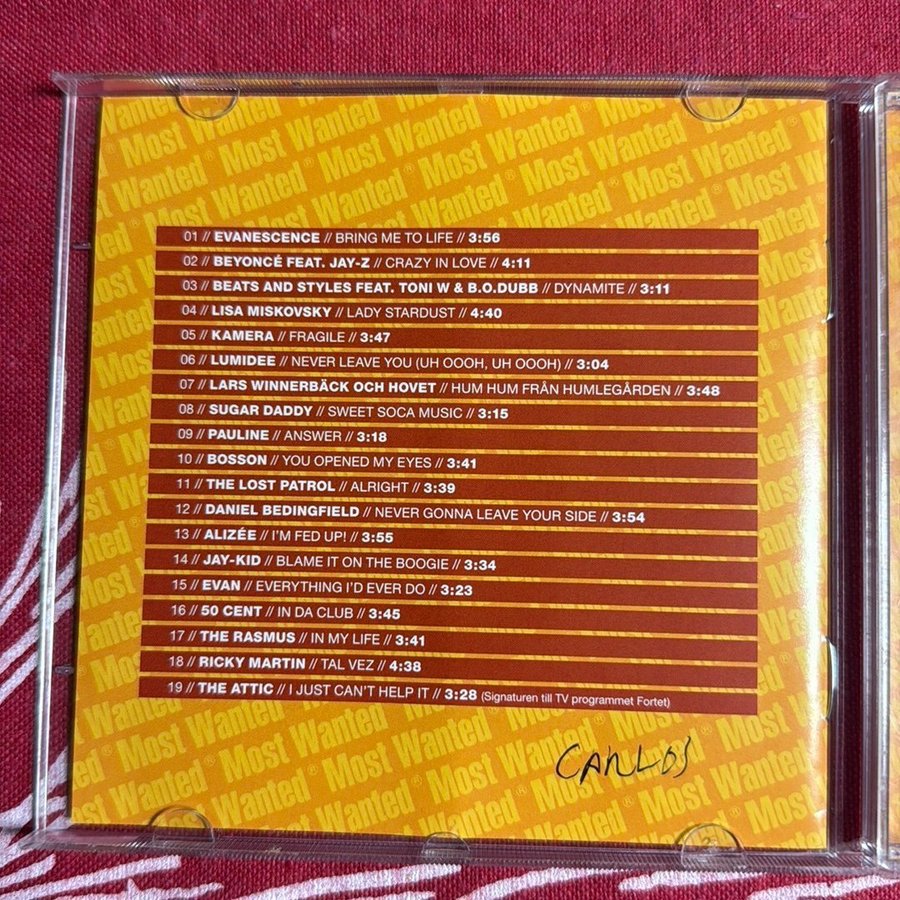 Most Wanted® Most Wanted® Most Wanted
01 // EVANESCENCE // BRING ME TO LIFE // 3:56
02 // BEYONCÉ FEAT. JAY-Z // CRAZY IN LOVE // 4:11
03 // BEATS AND STYLES FEAT. TONI W & B.O.DUBB // DYNAMITE // 3:11
04 // LISA MISKOVSKY // LADY STARDUST // 4:40
05 // KAMERA // FRAGILE // 3:47
06 // LUMIDEE // NEVER LEAVE YOU (UH OOOH, UH OOOH) // 3:04
07 // LARS WINNERBÄCK OCH HOVET // HUM HUM FRÅN HUMLEGÅRDEN // 3:48
08 // SUGAR DADDY // SWEET SOCA MUSIC // 3:15
09 // PAULINE // ANSWER // 3:18
10 // BOSSON // YOU OPENED MY EYES // 3:41
11 // THE LOST PATROL // ALRIGHT // 3:39
12 // DANIEL BEDINGFIELD // NEVER GONNA LEAVE YOUR SIDE // 3:54
13 // ALIZÉE // I'M FED UP! // 3:55
14 // JAY-KID // BLAME IT ON THE BOOGIE // 3:34
15 // EVAN // EVERYTHING I'D EVER DO // 3:23
16 // 50 CENT // IN DA CLUB // 3:45
17 // THE RASMUS // IN MY LIFE // 3:41
18 // RICKY MARTIN // TAL VEZ // 4:38
19 // THE ATTIC // I JUST CAN'T HELP IT // 3:28 (Signaturen till TV programmet Fortet)
CARLOS